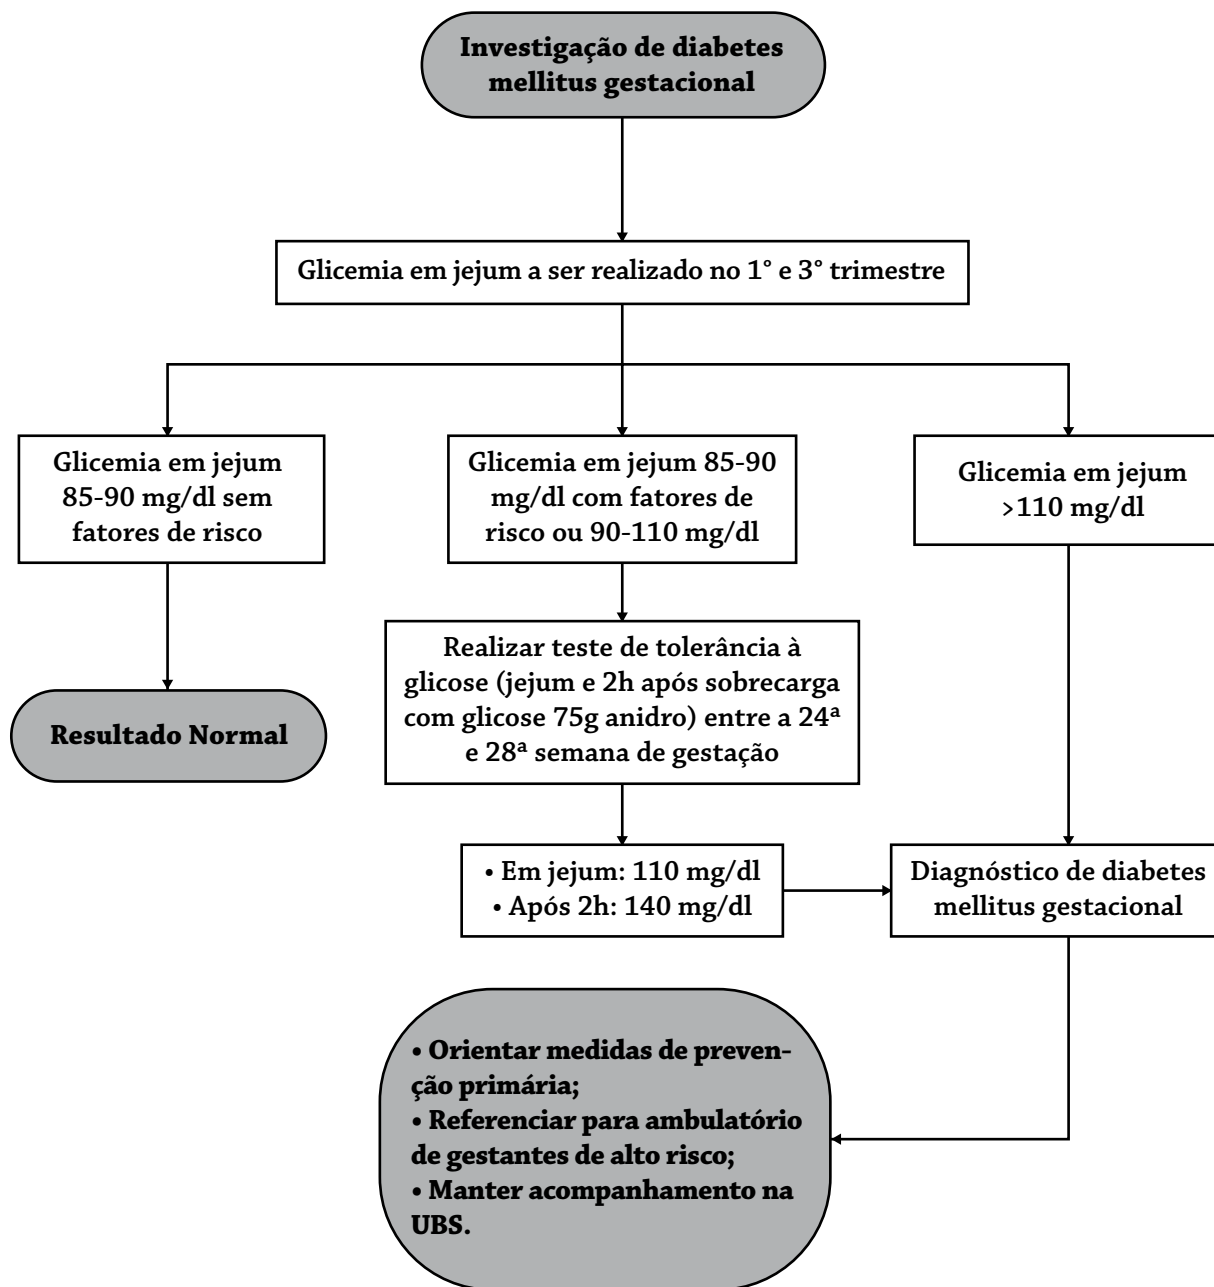 Investigação de diabetes
mellitus gestacional
Glicemia em jejum a ser realizado no 1° e 3° trimestre
Glicemia em jejum
85-90 mg/dl sem
fatores de risco
Glicemia em jejum 85-90
mg/dl com fatores de
risco ou 90-110 mg/dl
Glicemia em jejum
>110 mg/dl
Realizar teste de tolerância à
glicose (jejum e 2h após sobrecarga
com glicose 75g anidro) entre a 24ª
e 28ª semana de gestação
Resultado Normal
• Em jejum: 110 mg/dl
• Após 2h: 140 mg/dl
Diagnóstico de diabetes
mellitus gestacional
• Orientar medidas de preven-
ção primária;
• Referenciar para ambulatório
de gestantes de alto risco;
• Manter acompanhamento na
UBS.